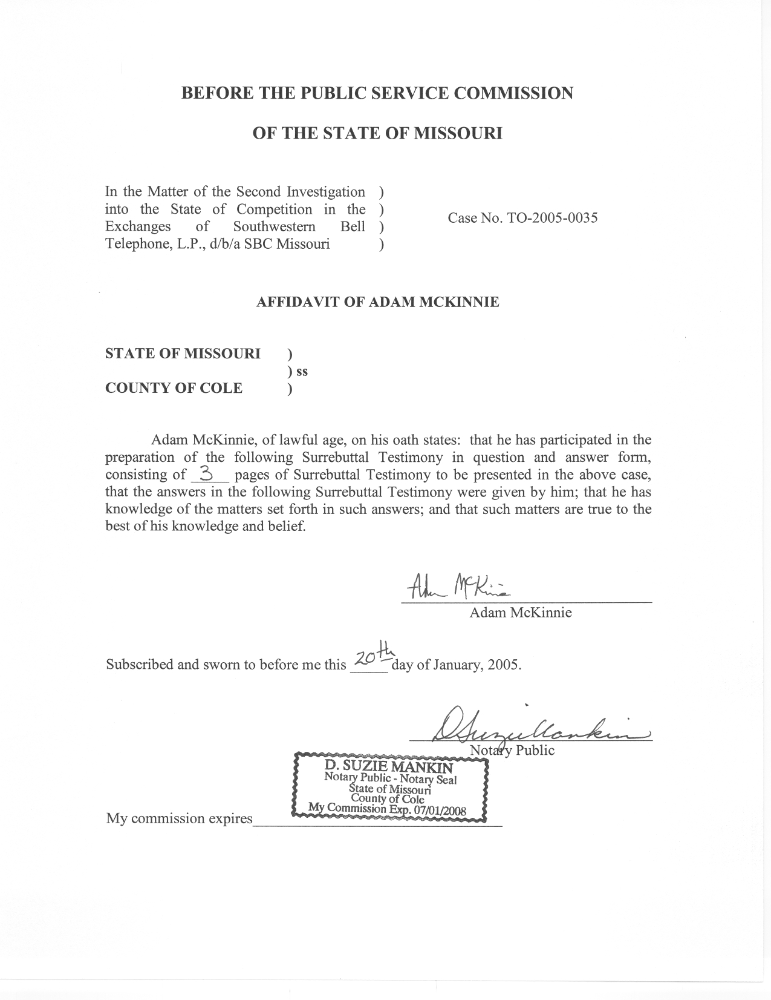 BEFORE THE PUBLIC SERVICE COMMISSION
OF THE STATE OF MISSOURI
In the Matter of the Second Investigation )
into the State of Competition in the )
Exchanges of Southwestern Bell )
Telephone, L.P., d/b/a SBC Missouri )
Case No. TO-2005-0035
AFFIDAVIT OF ADAM MCKINNIE
STATE OF MISSOURI )
) ss
COUNTY OF COLE )
Adam McKinnie, of lawful age, on his oath states: that he has participated in the
preparation of the following Surrebuttal Testimony in question and answer form,
consisting of 3 pages of Surrebuttal Testimony to be presented in the above case,
that the answers in the following Surrebuttal Testimony were given by him; that he has
knowledge of the matters set forth in such answers; and that such matters are true to the
best of his knowledge and belief.
Adam McKinnie
Adam McKinnie
Subscribed and sworn to before me this 20th day of January, 2005.
D Suzie Mankin
Notary Public
D. SUZIE MANKIN
Notary Public - Notary Seal
State of Missouri
County of Cole
My Commission Exp. 07/01/2008
My commission expires